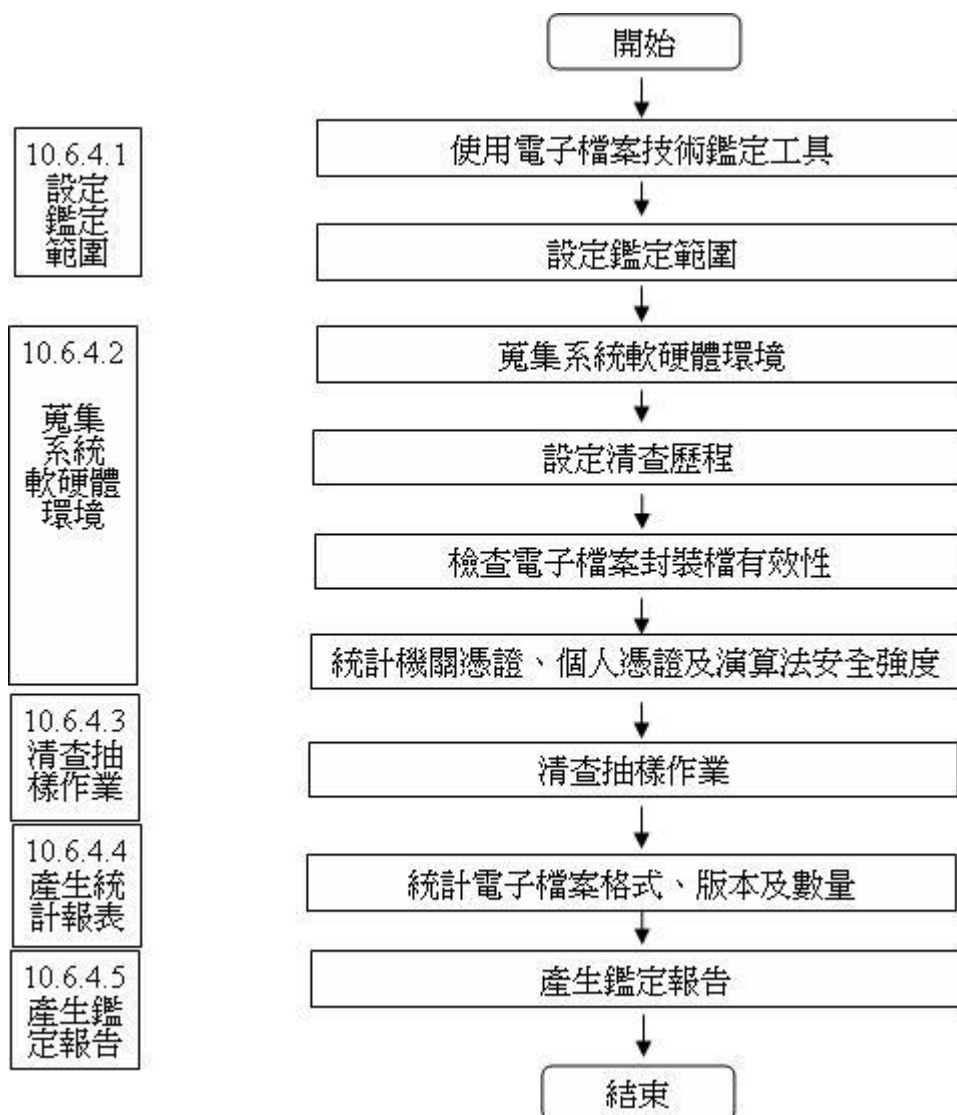 開始
10.6.4.1
設定
鑑定
範圍
使用電子檔案技術鑑定工具
設定鑑定範圍
10.6.4.2
蒐集
系統
軟硬體
環境
蒐集系統軟硬體環境
設定清查歷程
檢查電子檔案封裝檔有效性
統計機關憑證、個人憑證及演算法安全強度
10.6.4.3
清查抽
樣作業
清查抽樣作業
10.6.4.4
產生統
計報表
統計電子檔案格式、版本及數量
10.6.4.5
產生鑑
定報告
產生鑑定報告
結束